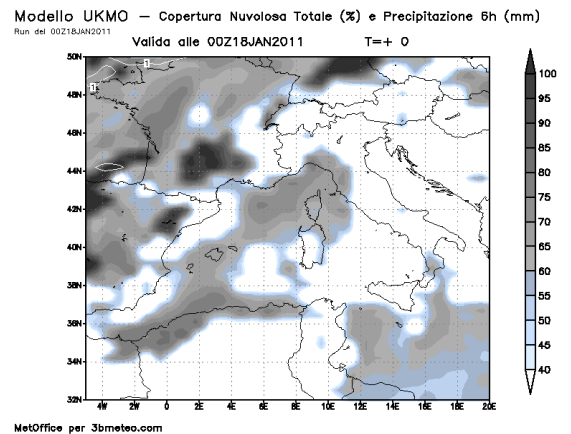 Modello UKMO — Copertura Nuvolosa Totale (%) e Precipitazione 6h (mm)
Run del 00Z18JAN2011
Valida alle 00Z18JAN2011 T=+ 0
50N
48N
46N
44N
42N
40N
38N
36N
34N
32N
1
1
4W 2W 0 2E 4E 6E 8E 10E 12E 14E 16E 18E 20E
100
95
90
85
80
75
70
65
60
55
50
45
40
MetOffice per 3bmeteo.com